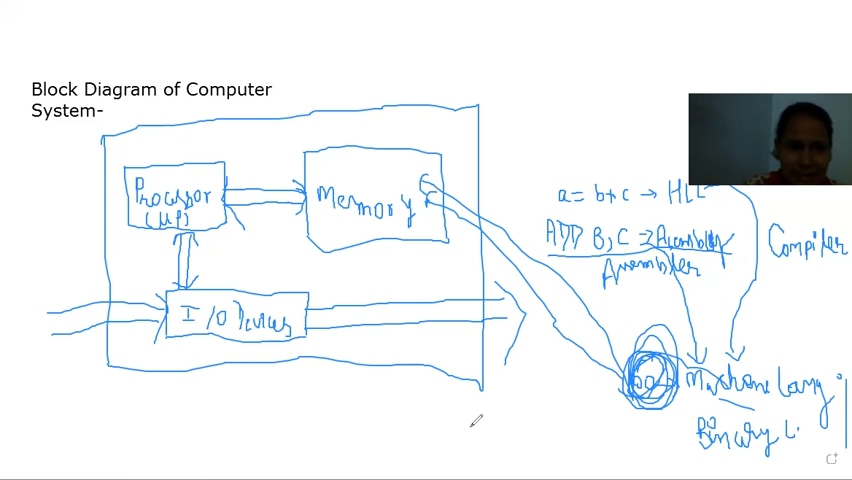 Block Diagram of Computer
System-
Processor
(μP)
Memory
I/O Devices
a = b+c → HLL
ADD B, C ⇒ Assembly
Assembler
Compiler
Machine Lang
Binary L.